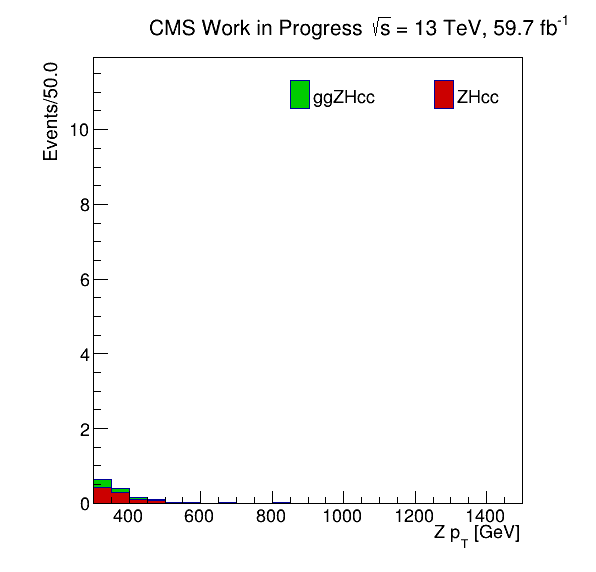 CMS Work in Progress √s = 13 TeV, 59.7 fb⁻¹
Events/50.0
ggZHcc ZHcc
10
8
6
4
2
0
400 600 800 1000 1200 1400
Z p_T [GeV]